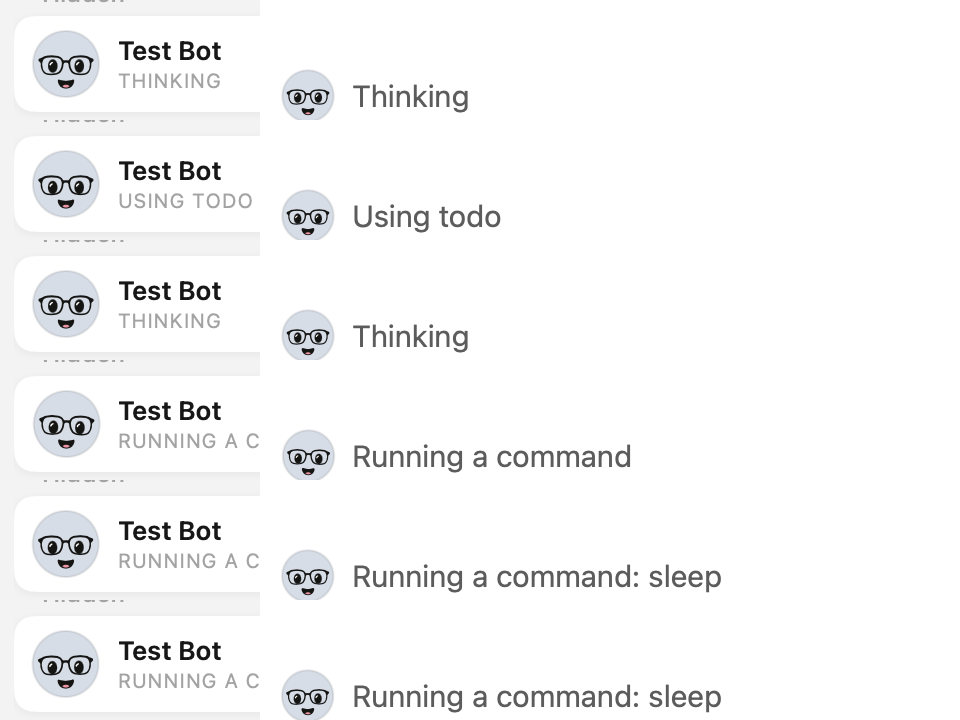 Test Bot
THINKING
Thinking
Test Bot
USING TODO
Using todo
Test Bot
THINKING
Thinking
Test Bot
RUNNING A C
Running a command
Test Bot
RUNNING A C
Running a command: sleep
Test Bot
RUNNING A C
Running a command: sleep